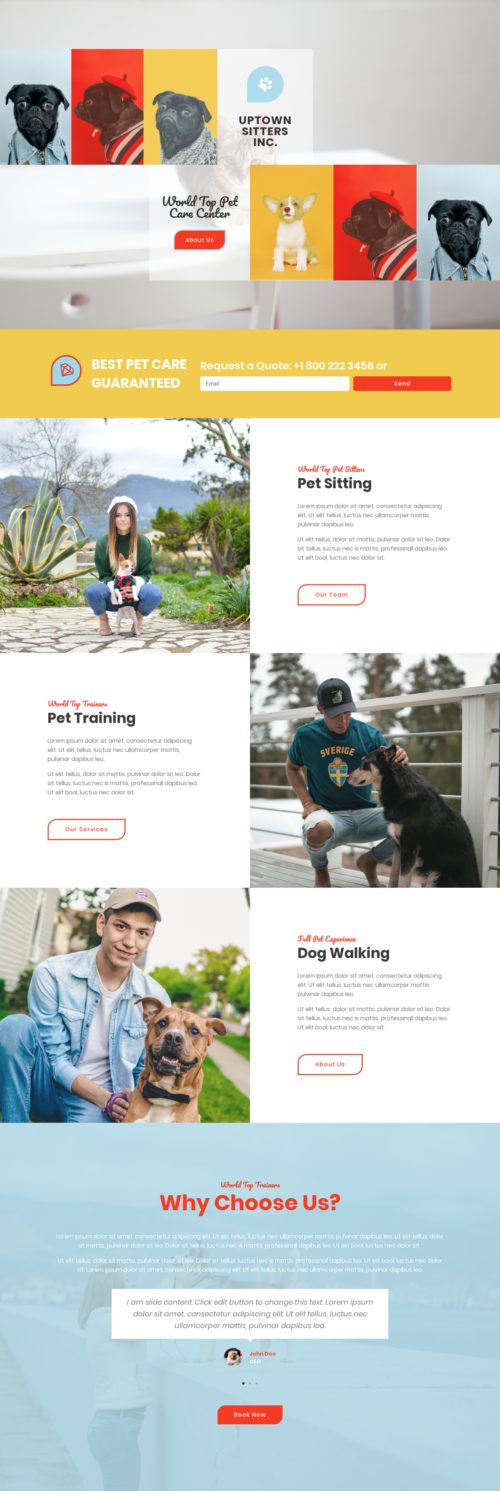 UPTOWN
SITTERS
INC.
World Top Pet
Care Center
About Us
BEST PET CARE
GUARANTEED
Request a Quote: +1 800 222 3456 or
Email
Send
World Top Pet Sitters
Pet Sitting
Lorem ipsum dolor sit amet, consectetur adipiscing
elit. Ut elit tellus, luctus nec ullamcorper mattis,
pulvinar dapibus leo.
Ut elit tellus, dolor sit mattis, pulvinar dolor sit leo. Dolor
sit tellus, luctus nec is mattis, professinall dapibus leo.
Ut elit bool, luctus nec dolor sit.
Our Team
World Top Trainers
Pet Training
Lorem ipsum dolor sit amet, consectetur adipiscing
elit. Ut elit tellus, luctus nec ullamcorper mattis,
pulvinar dapibus leo.
Ut elit tellus, dolor sit mattis, pulvinar dolor sit leo. Dolor
sit tellus, luctus nec is mattis, professinall dapibus leo.
Ut elit bool, luctus nec dolor sit.
Our Services
SVERIGE
Full Pet Experience
Dog Walking
Lorem ipsum dolor sit amet, consectetur adipiscing
elit. Ut elit tellus, luctus nec ullamcorper mattis,
pulvinar dapibus leo.
Ut elit tellus, dolor sit mattis, pulvinar dolor sit leo. Dolor
sit tellus, luctus nec is mattis, professinall dapibus leo.
Ut elit bool, luctus nec dolor sit.
About Us
World Top Trainers
Why Choose Us?
Lorem ipsum dolor sit amet, consectetur adipiscing elit. Ut elit tellus, luctus nec ullamcorper mattis, pulvinar dapibus leo. Ut elit tellus, dolor
sit mattis, pulvinar dolor sit leo. Dolor sit tellus, luctus nec is mattis, professinall dapibus leo. Ut elit bool, luctus nec dolor sit.
Ut elit tellus, dolor sit mattis, pulvinar dolor sit leo. Dolor sit tellus, luctus nec is mattis, professinall dapibus leo. Ut elit bool, luctus nec dolor
sit. Lorem ipsum dolor sit amet, consectetur adipiscing elit. Ut elit tellus, luctus nec ullamcorper mattis, pulvinar dapibus leo.
I am slide content. Click edit button to change this text. Lorem ipsum
dolor sit amet, consectetur adipiscing elit. Ut elit tellus, luctus nec
ullamcorper mattis, pulvinar dapibus leo.
John Doe
CEO
Book Now